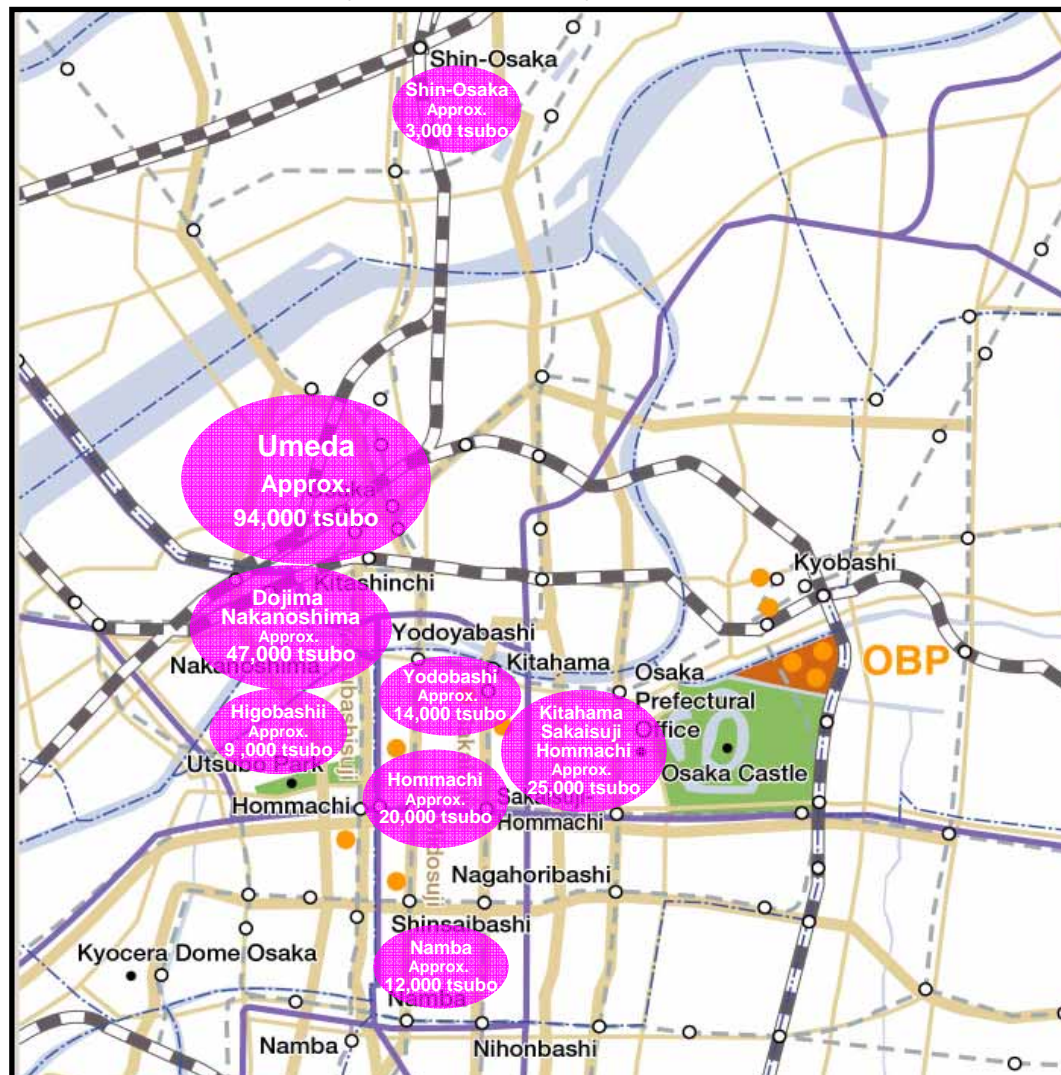 Shin-Osaka
Shin-Osaka
Approx.
3,000 tsubo
Umeda
Approx.
Osaka
94,000 tsubo
Kitashinchi
Kyobashi
Dojima
Nakanoshima
Approx.
47,000 tsubo
Nakanoshima
Yodoyabashi
Kitahama
OBP
Yodobashi
Approx.
14,000 tsubo
Osaka
Prefectural
Office
Higobashii
Approx.
9 ,000 tsubo
Kitahama
Sakaisuji
Hommachi
Approx.
25,000 tsubo
Osaka Castle
Utsubo Park
Hommachi
Hommachi
Approx.
20,000 tsubo
Sakaisuji-
Hommachi
Nagahoribashi
Shinsaibashi
Kyocera Dome Osaka
Namba
Approx.
12,000 tsubo
Namba
Namba
Nihonbashi